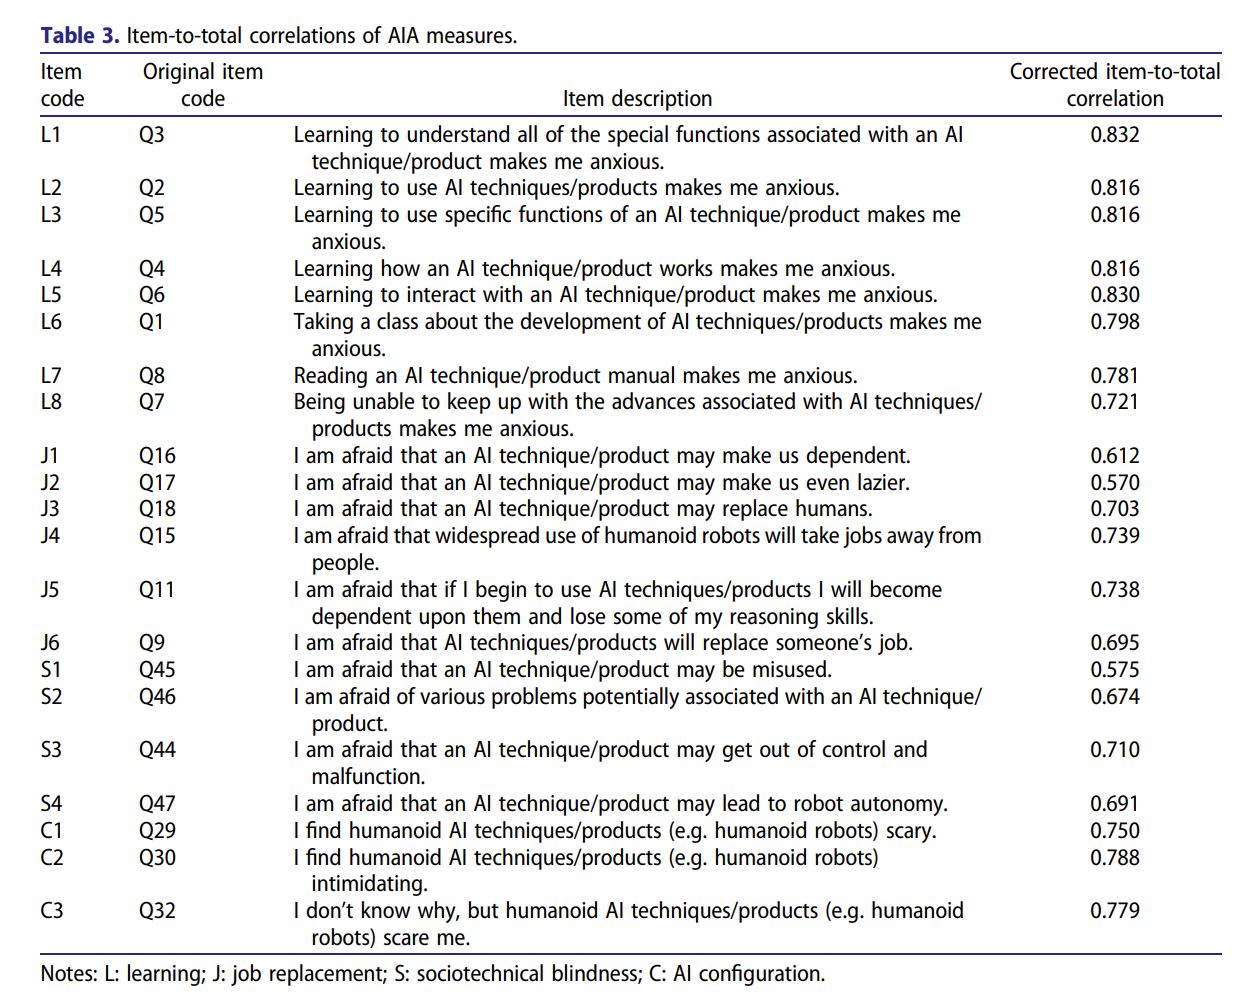 Table 3. Item-to-total correlations of AIA measures.
Item code Original item code Item description Corrected item-to-total correlation
L1 Q3 Learning to understand all of the special functions associated with an AI 0.832
technique/product makes me anxious.
L2 Q2 Learning to use AI techniques/products makes me anxious. 0.816
L3 Q5 Learning to use specific functions of an AI technique/product makes me 0.816
anxious.
L4 Q4 Learning how an AI technique/product works makes me anxious. 0.816
L5 Q6 Learning to interact with an AI technique/product makes me anxious. 0.830
L6 Q1 Taking a class about the development of AI techniques/products makes me 0.798
anxious.
L7 Q8 Reading an AI technique/product manual makes me anxious. 0.781
L8 Q7 Being unable to keep up with the advances associated with AI techniques/ 0.721
products makes me anxious.
J1 Q16 I am afraid that an AI technique/product may make us dependent. 0.612
J2 Q17 I am afraid that an AI technique/product may make us even lazier. 0.570
J3 Q18 I am afraid that an AI technique/product may replace humans. 0.703
J4 Q15 I am afraid that widespread use of humanoid robots will take jobs away from 0.739
people.
J5 Q11 I am afraid that if I begin to use AI techniques/products I will become 0.738
dependent upon them and lose some of my reasoning skills.
J6 Q9 I am afraid that AI techniques/products will replace someone's job. 0.695
S1 Q45 I am afraid that an AI technique/product may be misused. 0.575
S2 Q46 I am afraid of various problems potentially associated with an AI technique/ 0.674
product.
S3 Q44 I am afraid that an AI technique/product may get out of control and 0.710
malfunction.
S4 Q47 I am afraid that an AI technique/product may lead to robot autonomy. 0.691
C1 Q29 I find humanoid AI techniques/products (e.g. humanoid robots) scary. 0.750
C2 Q30 I find humanoid AI techniques/products (e.g. humanoid robots) 0.788
intimidating.
C3 Q32 I don't know why, but humanoid AI techniques/products (e.g. humanoid 0.779
robots) scare me.
Notes: L: learning; J: job replacement; S: sociotechnical blindness; C: AI configuration.